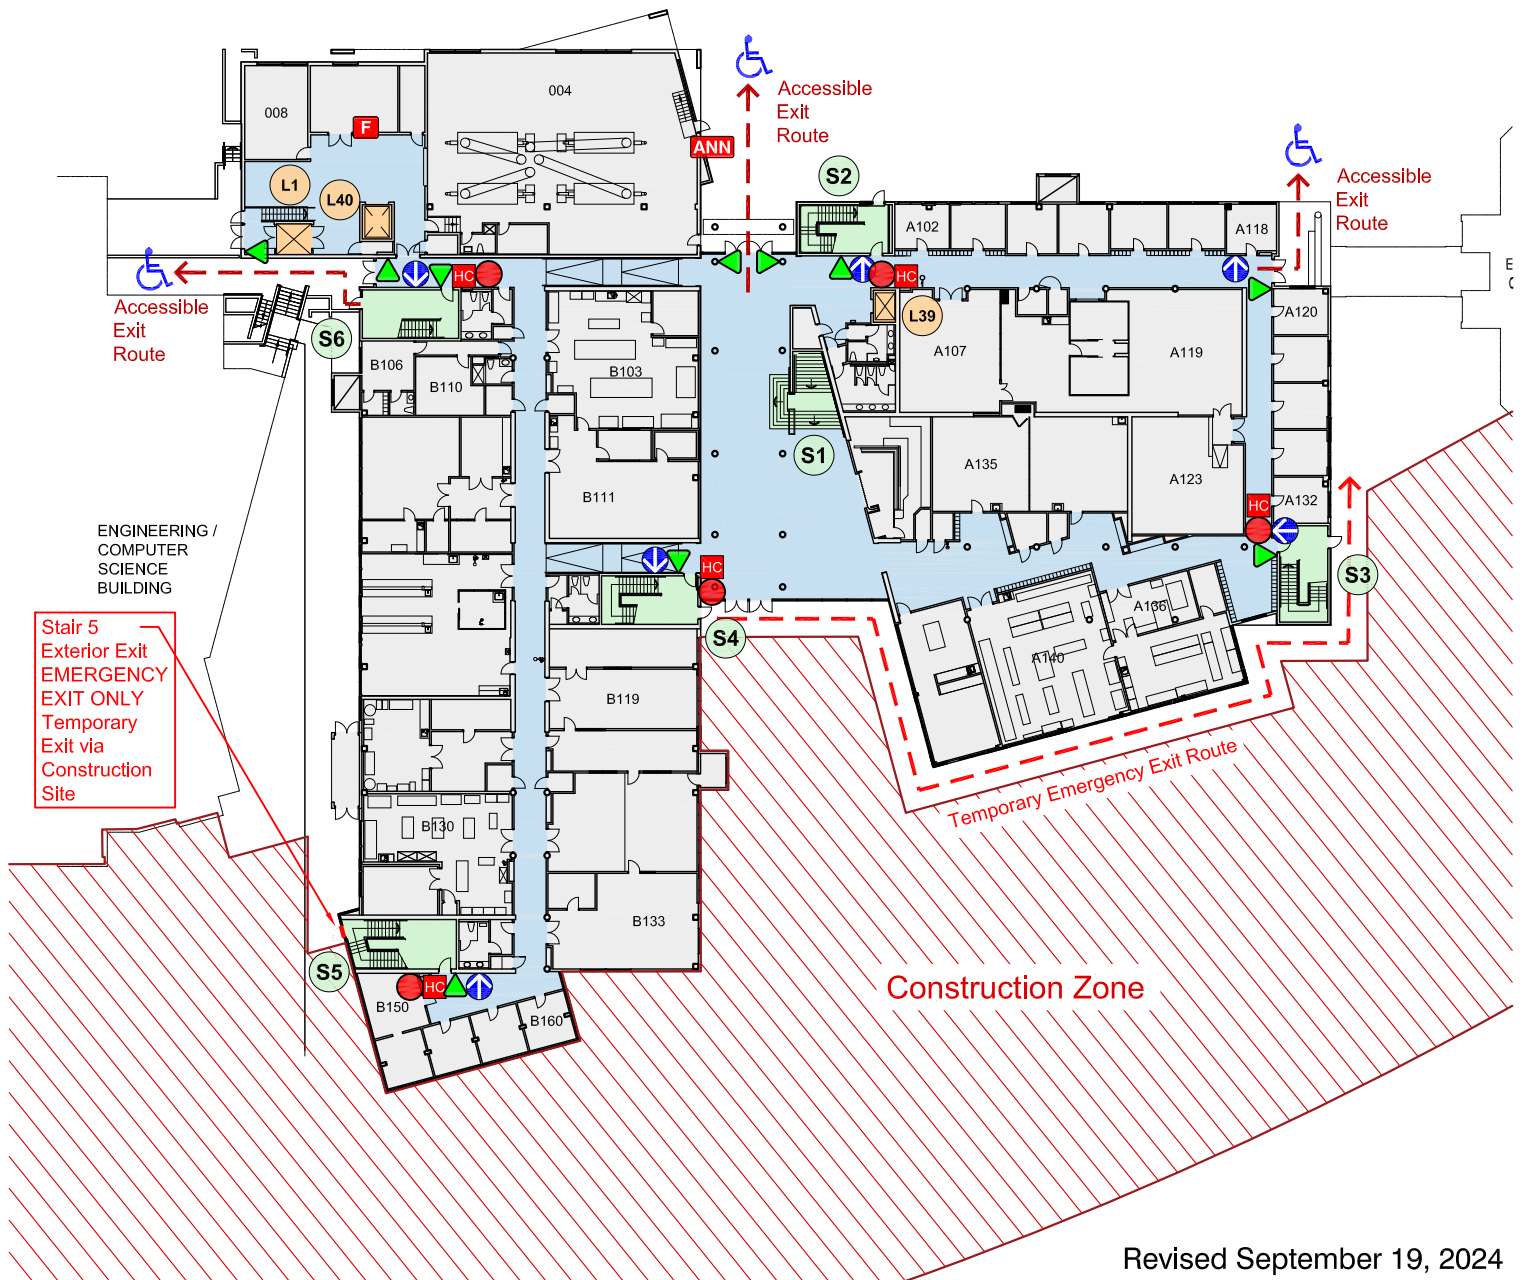 004
008
F
ANN
Accessible
Exit
Route
S2
Accessible
Exit
Route
L1
L40
A102
A118
HC
HC
Accessible
Exit
Route
S6
L39
A120
B106
B110
B103
A107
A119
S1
A135
A123
A132
B111
HC
HC
S3
ENGINEERING /
COMPUTER
SCIENCE
BUILDING
S4
A136
A140
Stair 5
Exterior Exit
EMERGENCY
EXIT ONLY
Temporary
Exit via
Construction
Site
B119
Temporary Emergency Exit Route
B130
B133
S5
HC
B150
B160
Construction Zone
Revised September 19, 2024